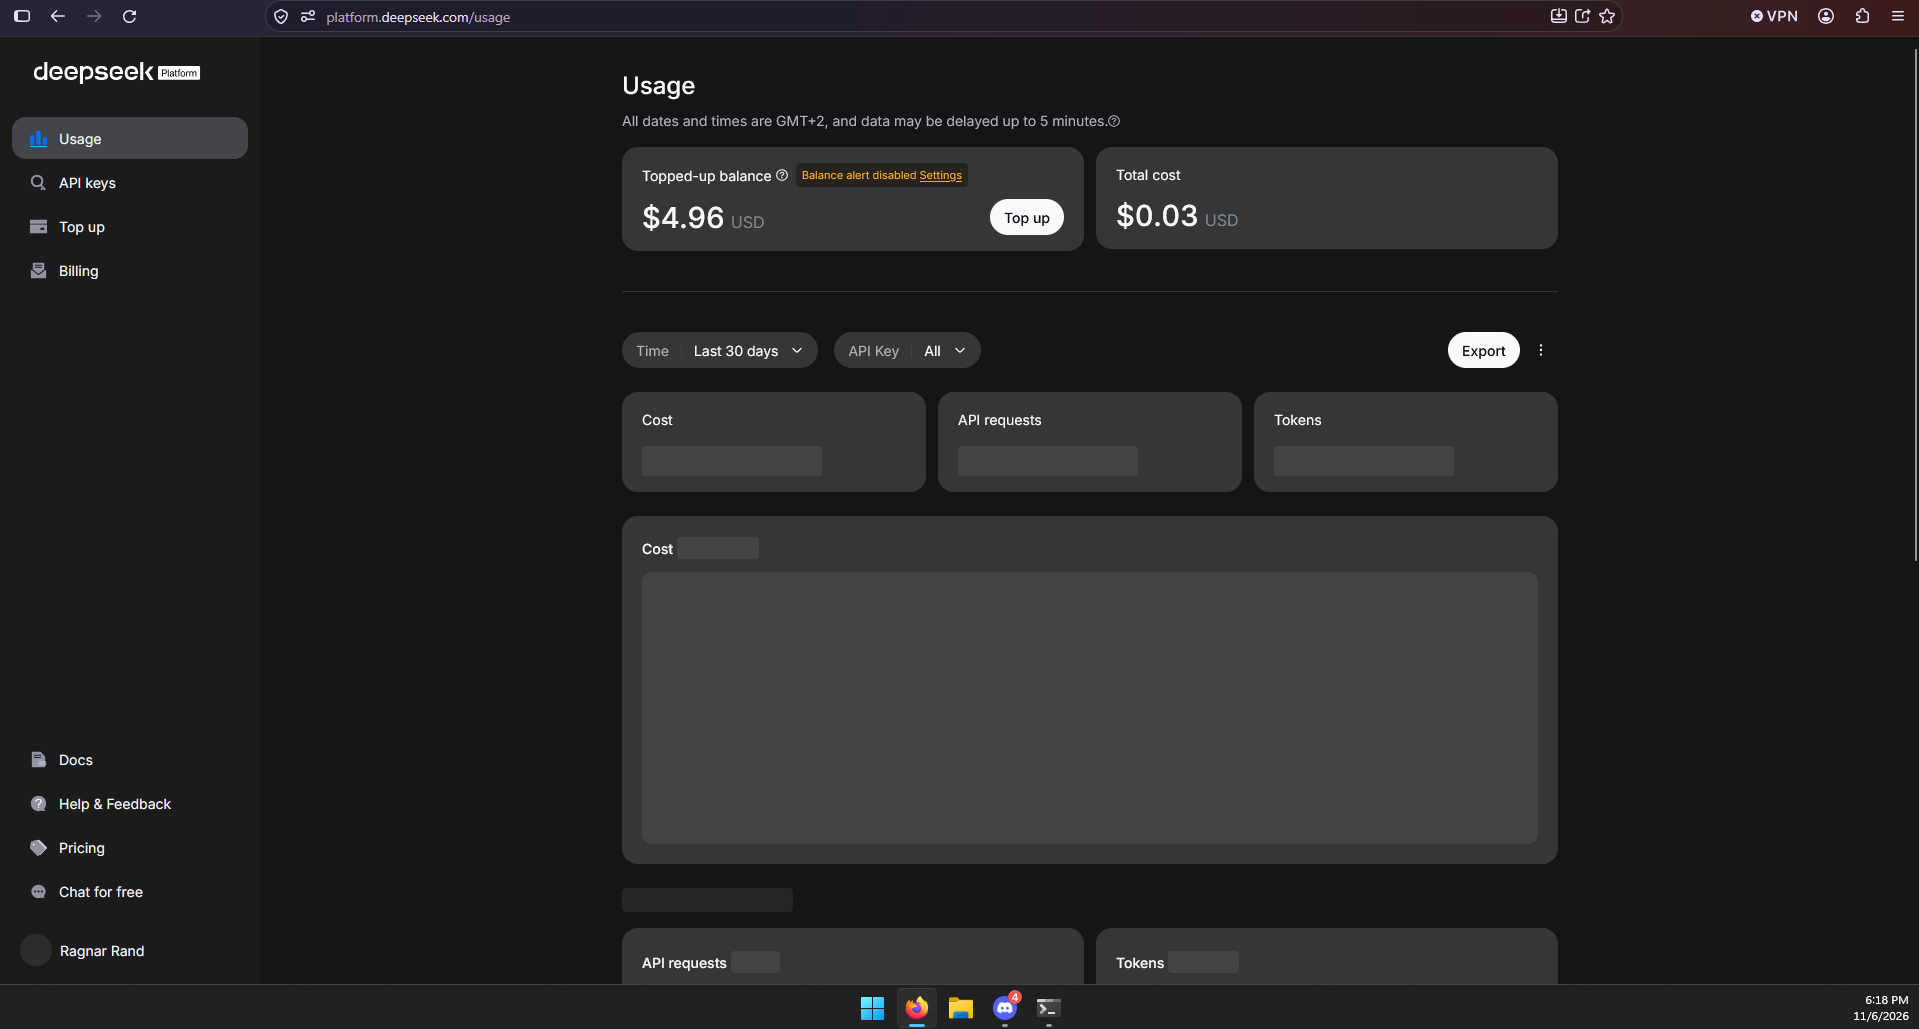 platform.deepseek.com/usage
VPN
deepseek Platform
Usage
API keys
Top up
Billing
Docs
Help & Feedback
Pricing
Chat for free
Ragnar Rand
Usage
All dates and times are GMT+2, and data may be delayed up to 5 minutes.
Topped-up balance Balance alert disabled Settings
$4.96 USD
Top up
Total cost
$0.03 USD
Time Last 30 days
API Key All
Export
Cost
API requests
Tokens
Cost
API requests
Tokens
4
6:18 PM
11/6/2026